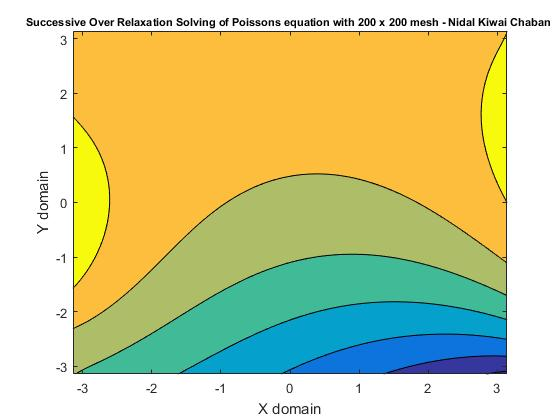 Successive Over Relaxation Solving of Poissons equation with 200 x 200 mesh - Nidal Kiwai Chaban
3
2
1
0
-1
-2
-3
Y domain
-3 -2 -1 0 1 2 3
X domain